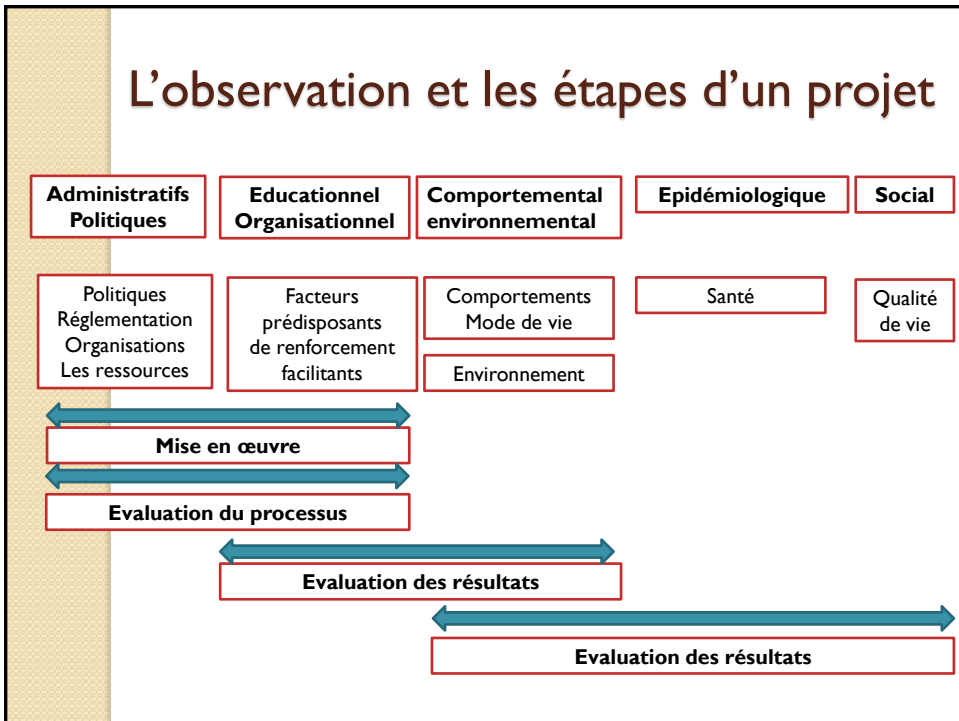 L’observation et les étapes d’un projet
Administratifs
Politiques
Educationnel
Organisationnel
Comportemental
environnemental
Epidémiologique
Social
Politiques
Réglementation
Organisations
Les ressources
Facteurs
prédisposants
de renforcement
facilitants
Comportements
Mode de vie
Environnement
Santé
Qualité
de vie
Mise en œuvre
Evaluation du processus
Evaluation des résultats
Evaluation des résultats